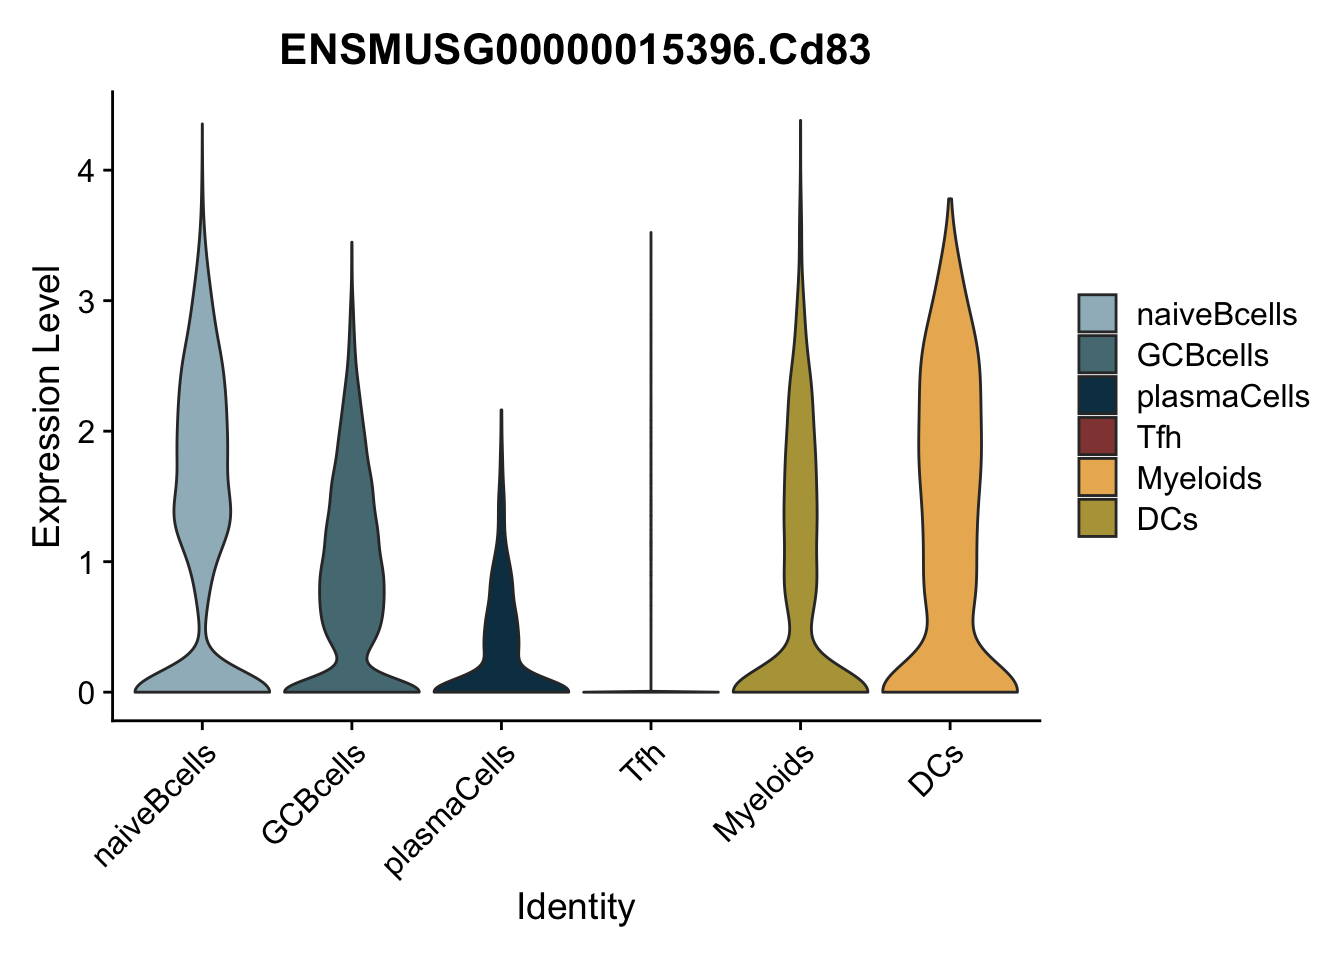 ENSMUSG00000015396.Cd83
Expression Level
4
3
2
1
0
naiveBcells
GCBcells
plasmaCells
Tfh
Myeloids
DCs
Identity
naiveBcells
GCBcells
plasmaCells
Tfh
Myeloids
DCs